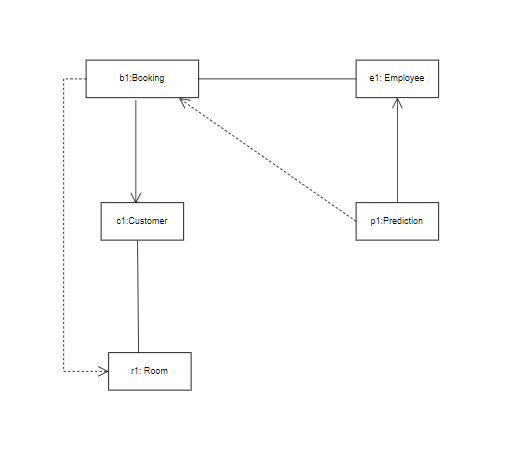 b1:Booking
e1: Employee
c1:Customer
p1:Prediction
r1: Room